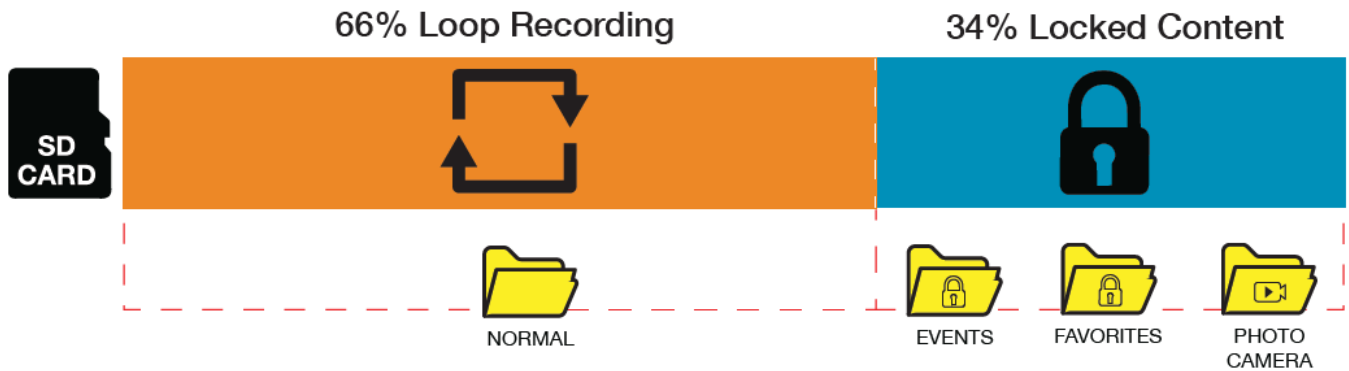 66% Loop Recording
34% Locked Content
SD
CARD
NORMAL
EVENTS
FAVORITES
PHOTO
CAMERA